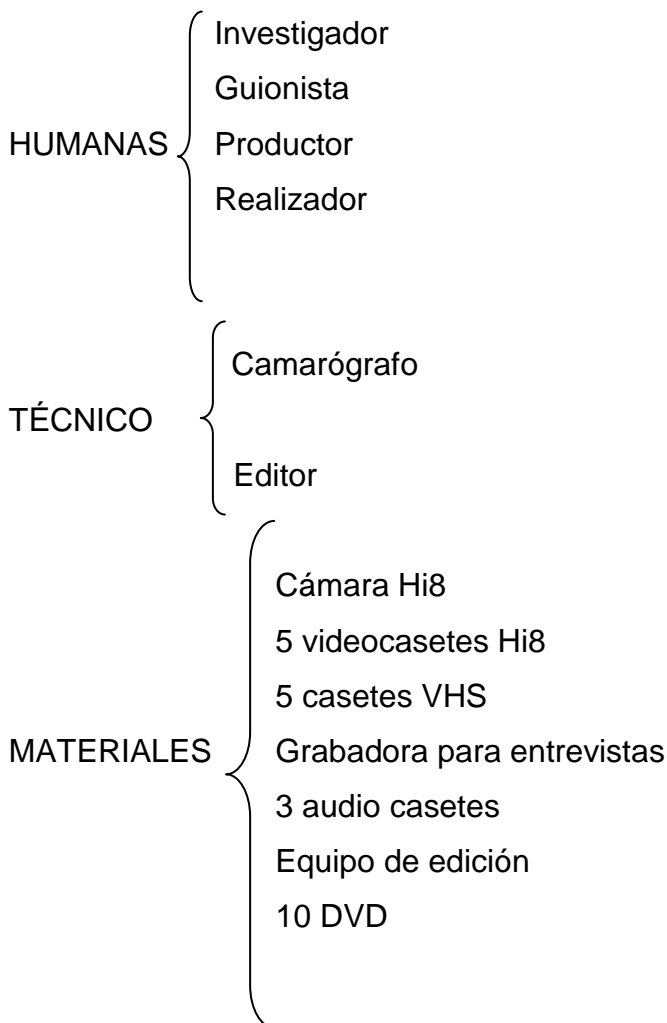 Investigador
Guionista
HUMANAS Productor
Realizador
Camarógrafo
TÉCNICO
Editor
Cámara Hi8
5 videocasetes Hi8
5 casetes VHS
MATERIALES Grabadora para entrevistas
3 audio casetes
Equipo de edición
10 DVD